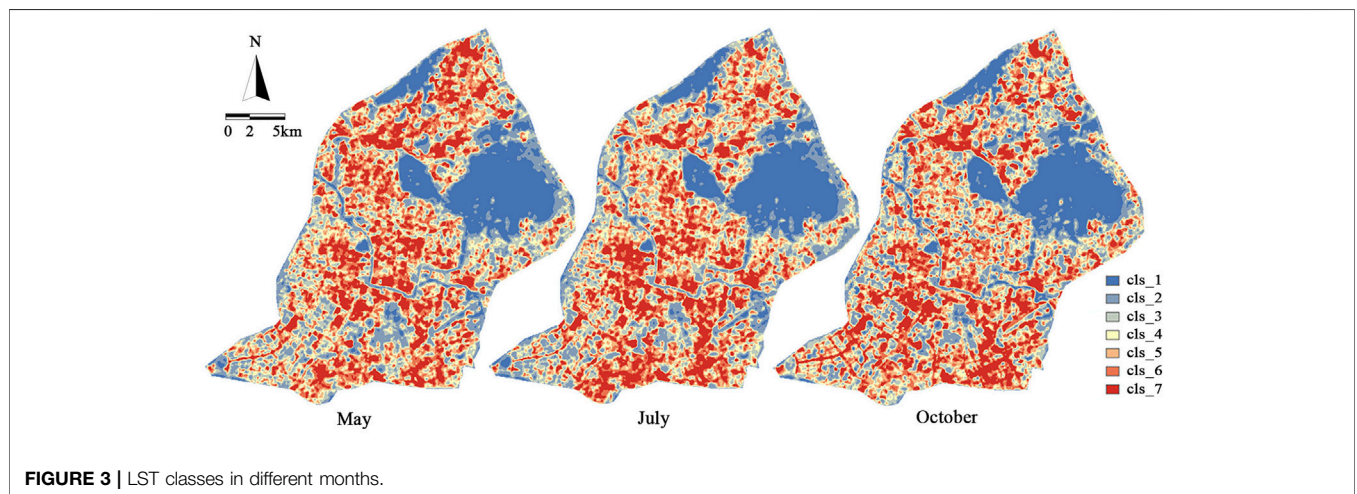 N
0 2 5km
cls_1
cls_2
cls_3
cls_4
cls_5
cls_6
cls_7
May July October
FIGURE 3 | LST classes in different months.